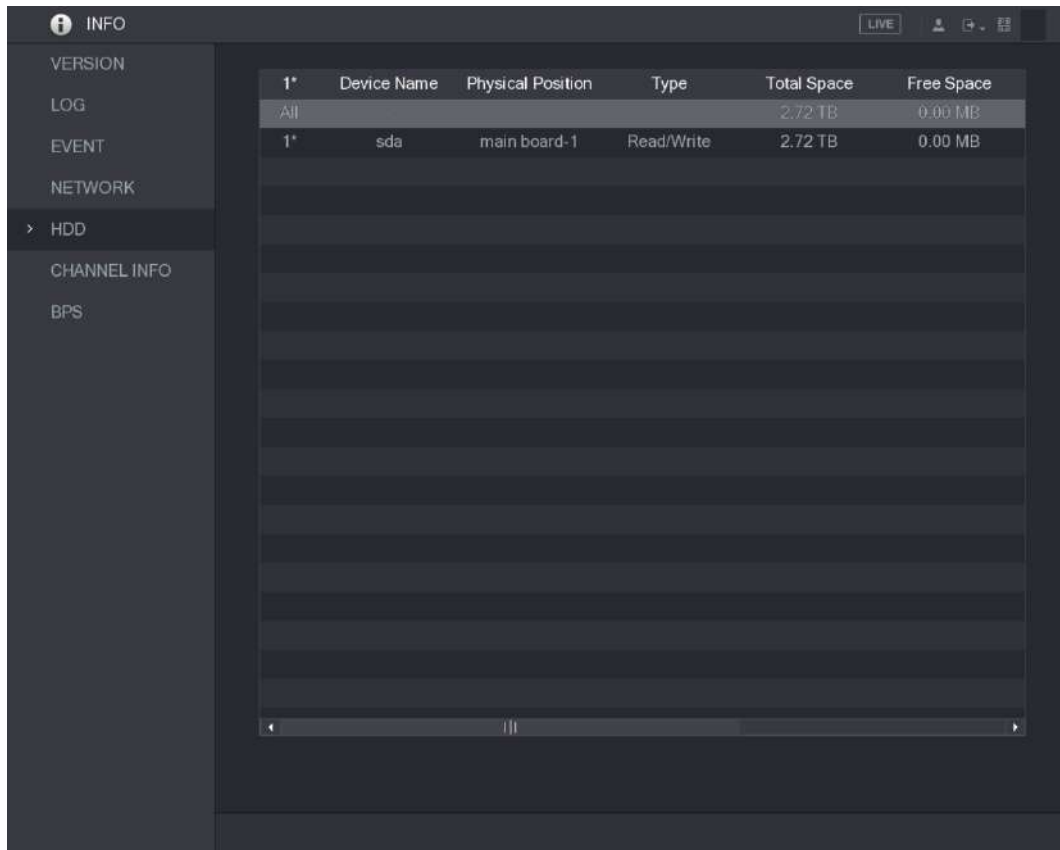 INFO
LIVE
VERSION
LOG
EVENT
NETWORK
HDD
CHANNEL INFO
BPS
1* Device Name Physical Position Type Total Space Free Space
All - - - 2.72 TB 0.00 MB
1* sda main board-1 Read/Write 2.72 TB 0.00 MB